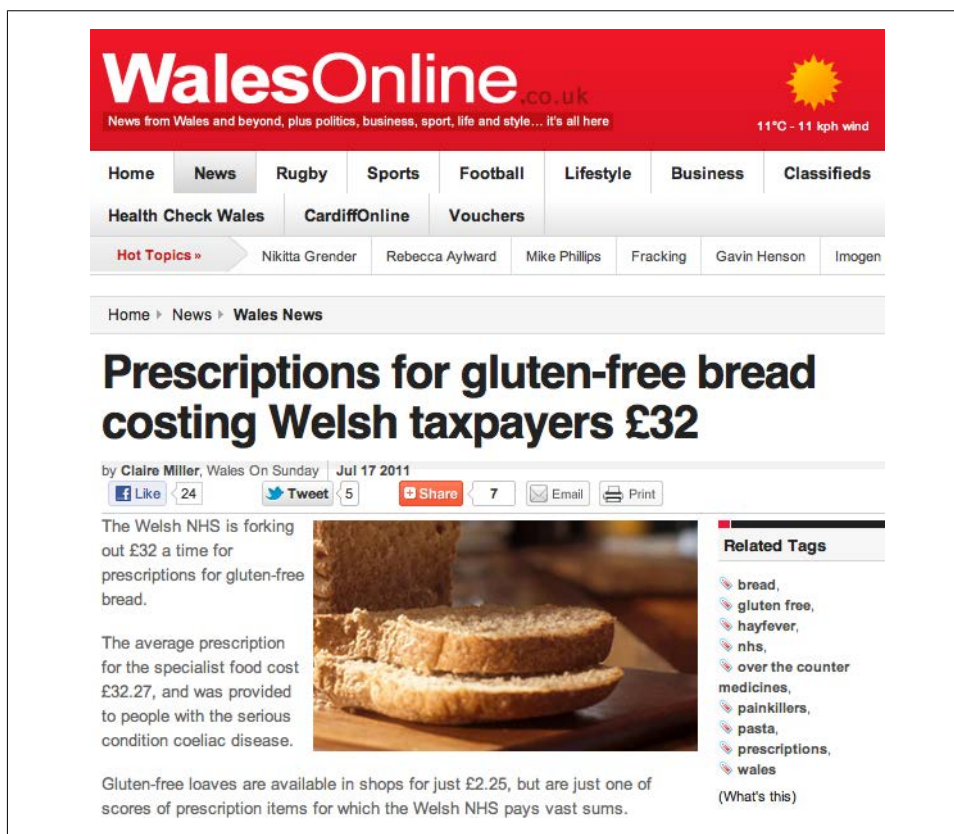 WalesOnline.co.uk
News from Wales and beyond, plus politics, business, sport, life and style... it's all here
11°C - 11 kph wind
Home News Rugby Sports Football Lifestyle Business Classifieds
Health Check Wales CardiffOnline Vouchers
Hot Topics » Nikitta Grender Rebecca Aylward Mike Phillips Fracking Gavin Henson Imogen
Home News Wales News
Prescriptions for gluten-free bread
costing Welsh taxpayers £32
by Claire Miller, Wales On Sunday Jul 17 2011
Like 24 Tweet 5 Share 7 Email Print
The Welsh NHS is forking
out £32 a time for
prescriptions for gluten-free
bread.
The average prescription
for the specialist food cost
£32.27, and was provided
to people with the serious
condition coeliac disease.
Gluten-free loaves are available in shops for just £2.25, but are just one of
scores of prescription items for which the Welsh NHS pays vast sums.
Related Tags
bread,
gluten free,
hayfever,
nhs,
over the counter
medicines,
painkillers,
pasta,
prescriptions,
wales
(What's this)